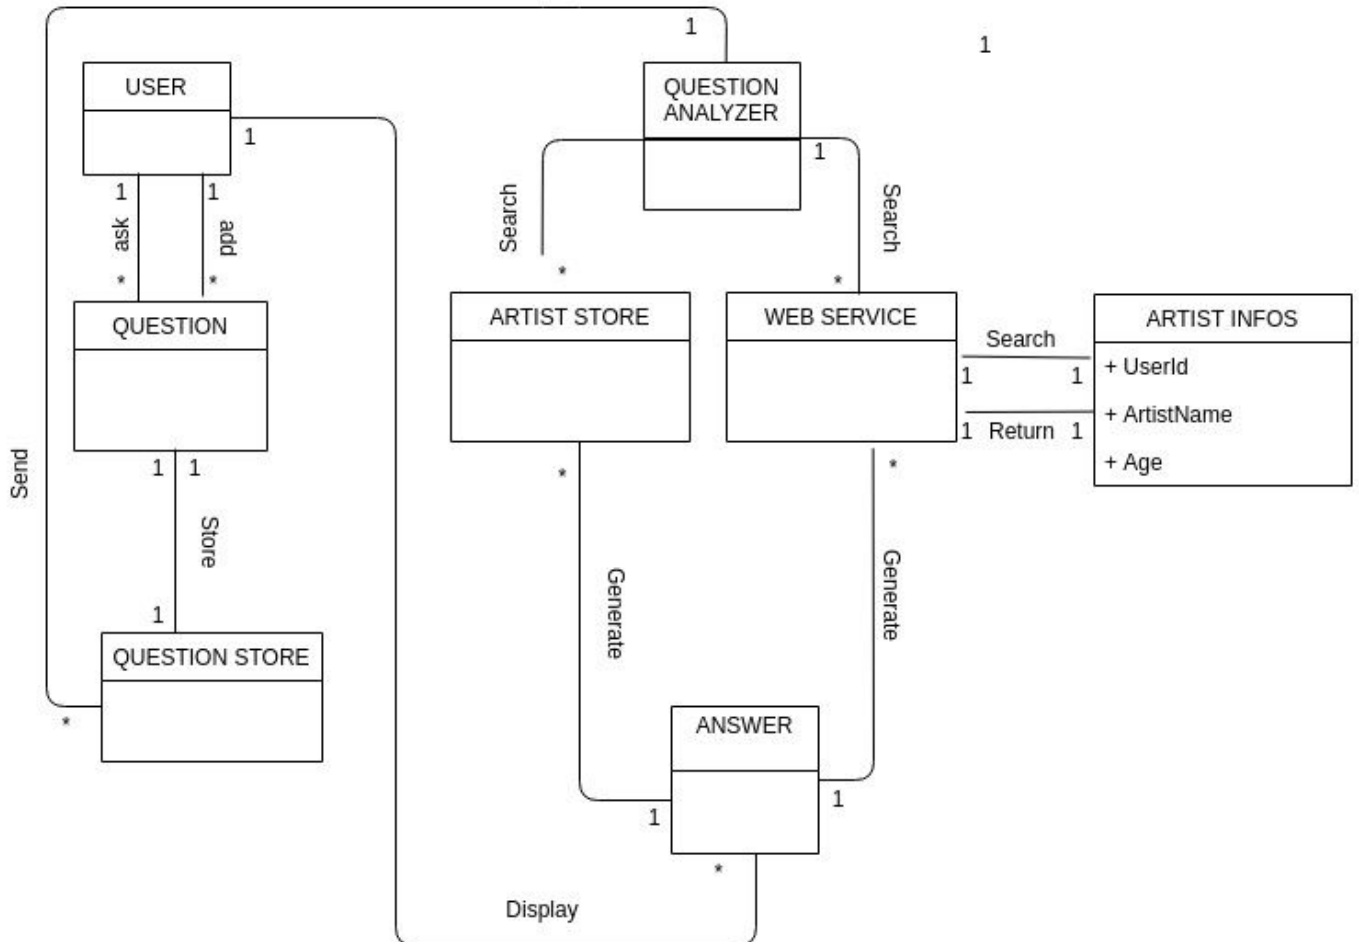 1
1
USER
QUESTION
ANALYZER
1
1
1
1
ask
add
Search
Search
*
*
*
*
QUESTION
ARTIST STORE
WEB SERVICE
ARTIST INFOS
Search
1
1
+ UserId
+ ArtistName
1
Return
1
+ Age
Send
1
1
*
*
Store
Generate
Generate
1
QUESTION STORE
*
ANSWER
1
1
*
Display